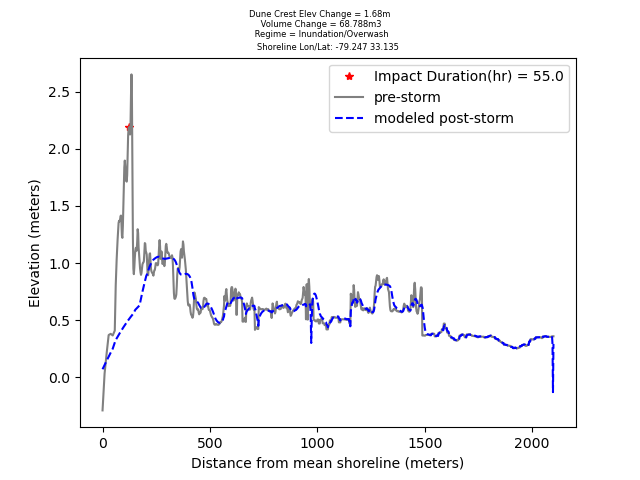 Dune Crest Elev Change = 1.68m
Volume Change = 68.788m3
Regime = Inundation/Overwash
Shoreline Lon/Lat: -79.247 33.135
Impact Duration(hr) = 55.0
pre-storm
modeled post-storm
2.5
2.0
1.5
1.0
0.5
0.0
Elevation (meters)
0 500 1000 1500 2000
Distance from mean shoreline (meters)